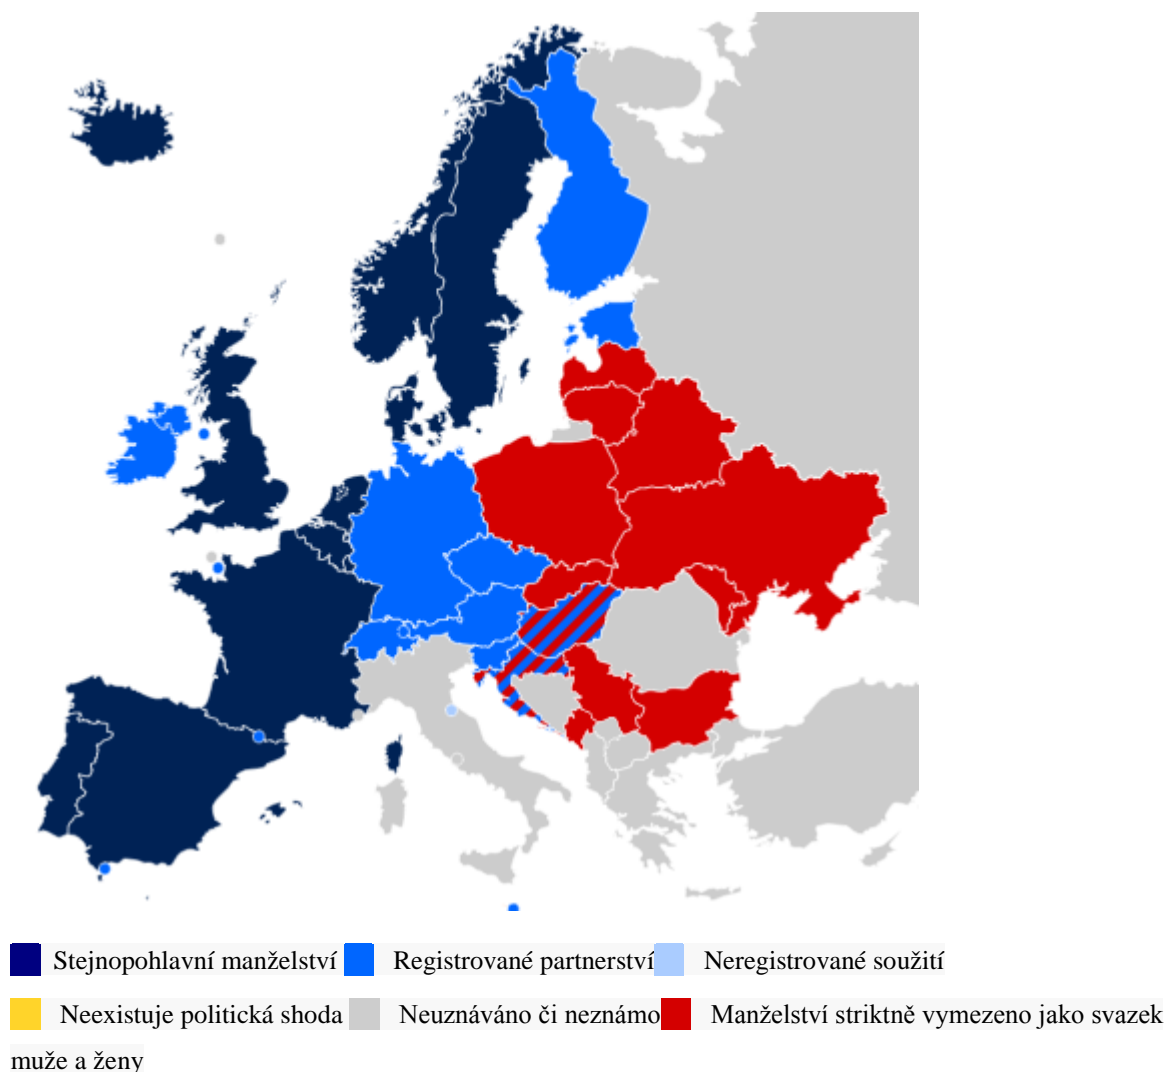 Stejnopohlavní manželství Registrované partnerství Neregistrované soužití
Neexistuje politická shoda Neuznáváno či neznámo Manželství striktně vymezeno jako svazek
muže a ženy